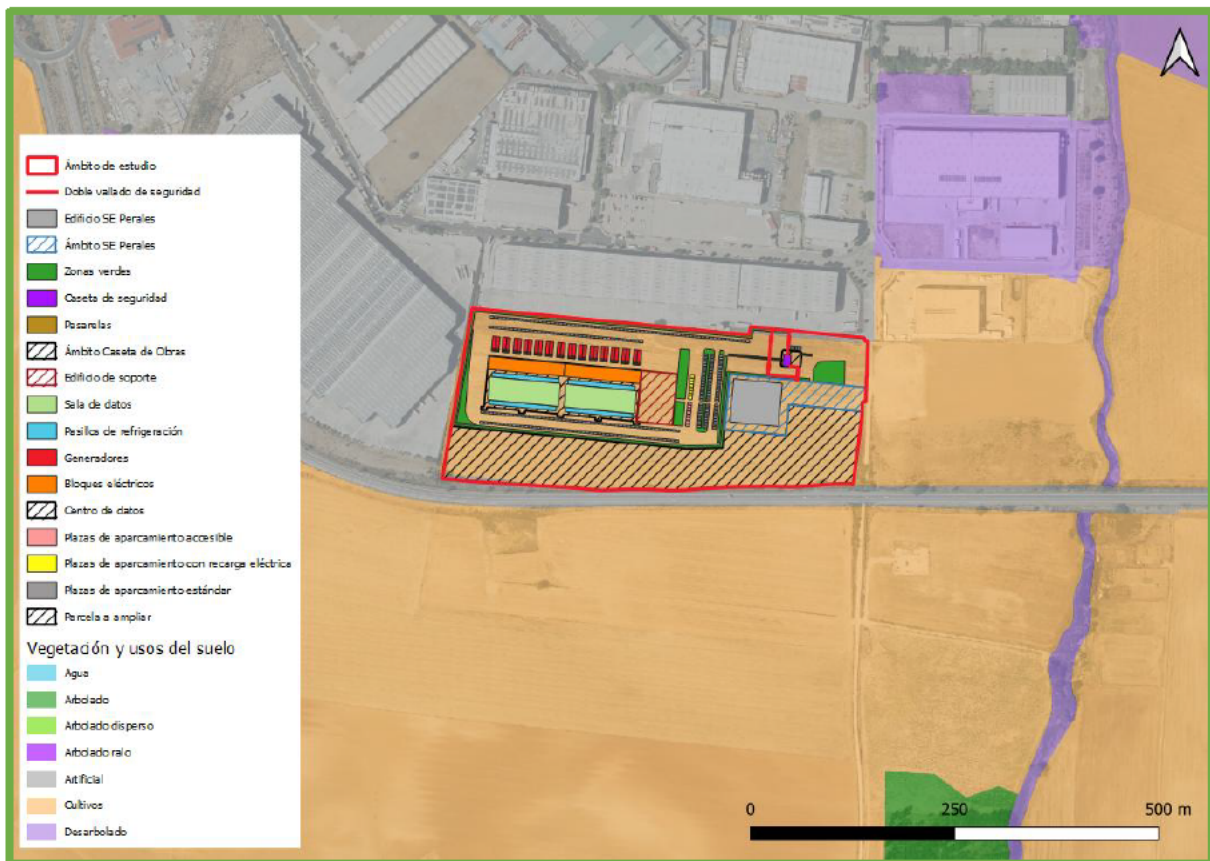 Ámbito de estudio
Doble vallado de seguridad
Edificio SE Perales
Ámbito SE Perales
Zonas verdes
Caseta de seguridad
Pasarelas
Ámbito Caseta de Obras
Edificio de soporte
Sala de datos
Pasillos de refrigeración
Generadores
Bloques eléctricos
Centro de datos
Plazas de aparcamiento accesible
Plazas de aparcamiento con recarga eléctrica
Plazas de aparcamiento estándar
Parcela a ampliar
Vegetación y usos del suelo
Agua
Arbolado
Arbolado disperso
Arbolado ralo
Artificial
Cultivos
Desarbolado
0 250 500 m